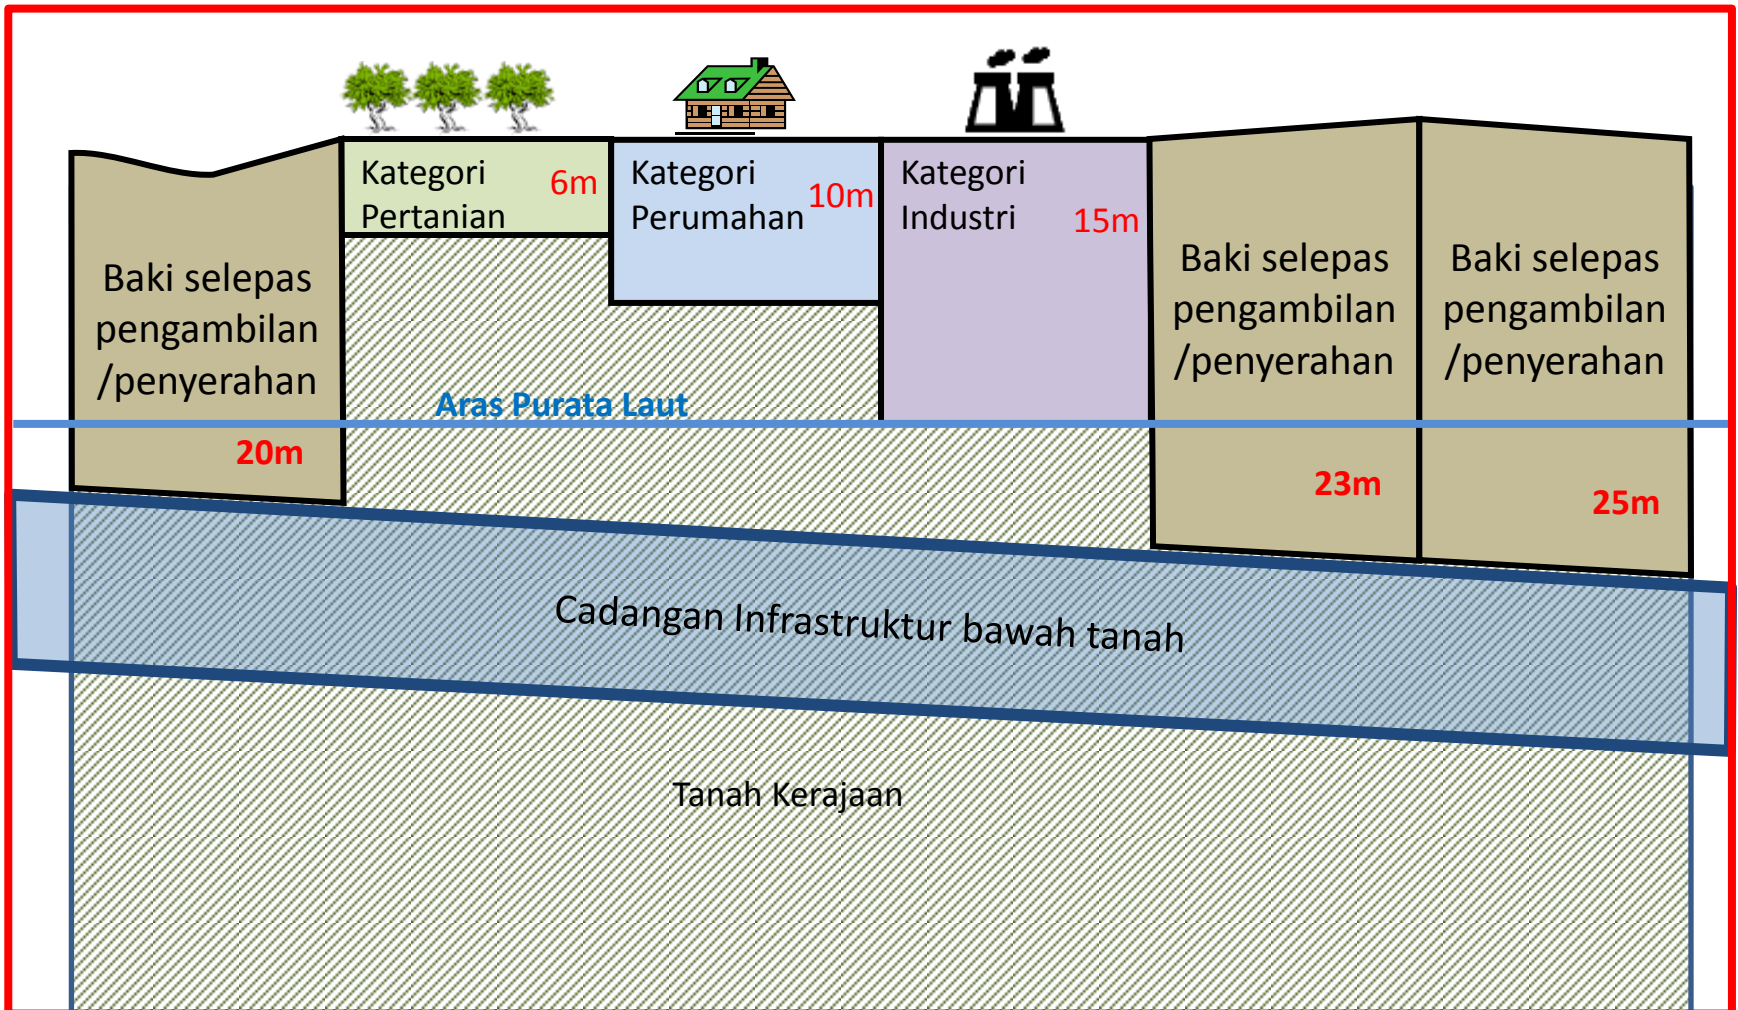 Kategori
Pertanian
6m
Kategori
Perumahan
10m
Kategori
Industri
15m
Baki selepas
pengambilan
/penyerahan
20m
Baki selepas
pengambilan
/penyerahan
23m
Baki selepas
pengambilan
/penyerahan
25m
Aras Purata Laut
Cadangan Infrastruktur bawah tanah
Tanah Kerajaan